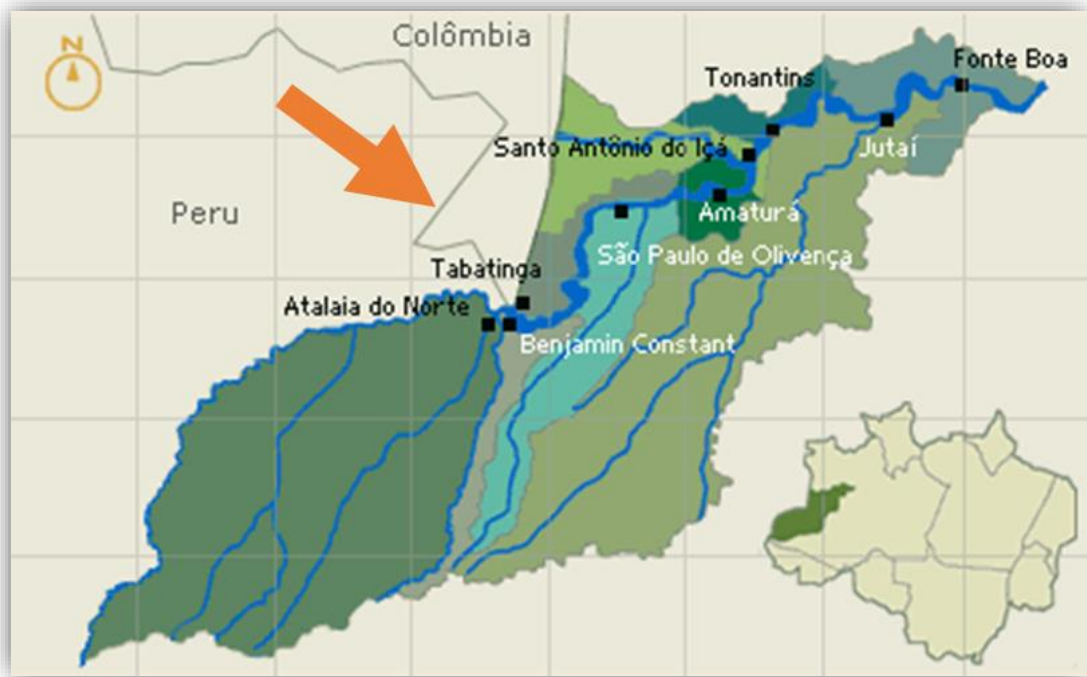 N
Colômbia
Fonte Boa
Tonantins
Santo Antônio do Içá
Jutaí
Peru
Amaturá
São Paulo de Olivença
Tabatinga
Atalaia do Norte
Benjamin Constant